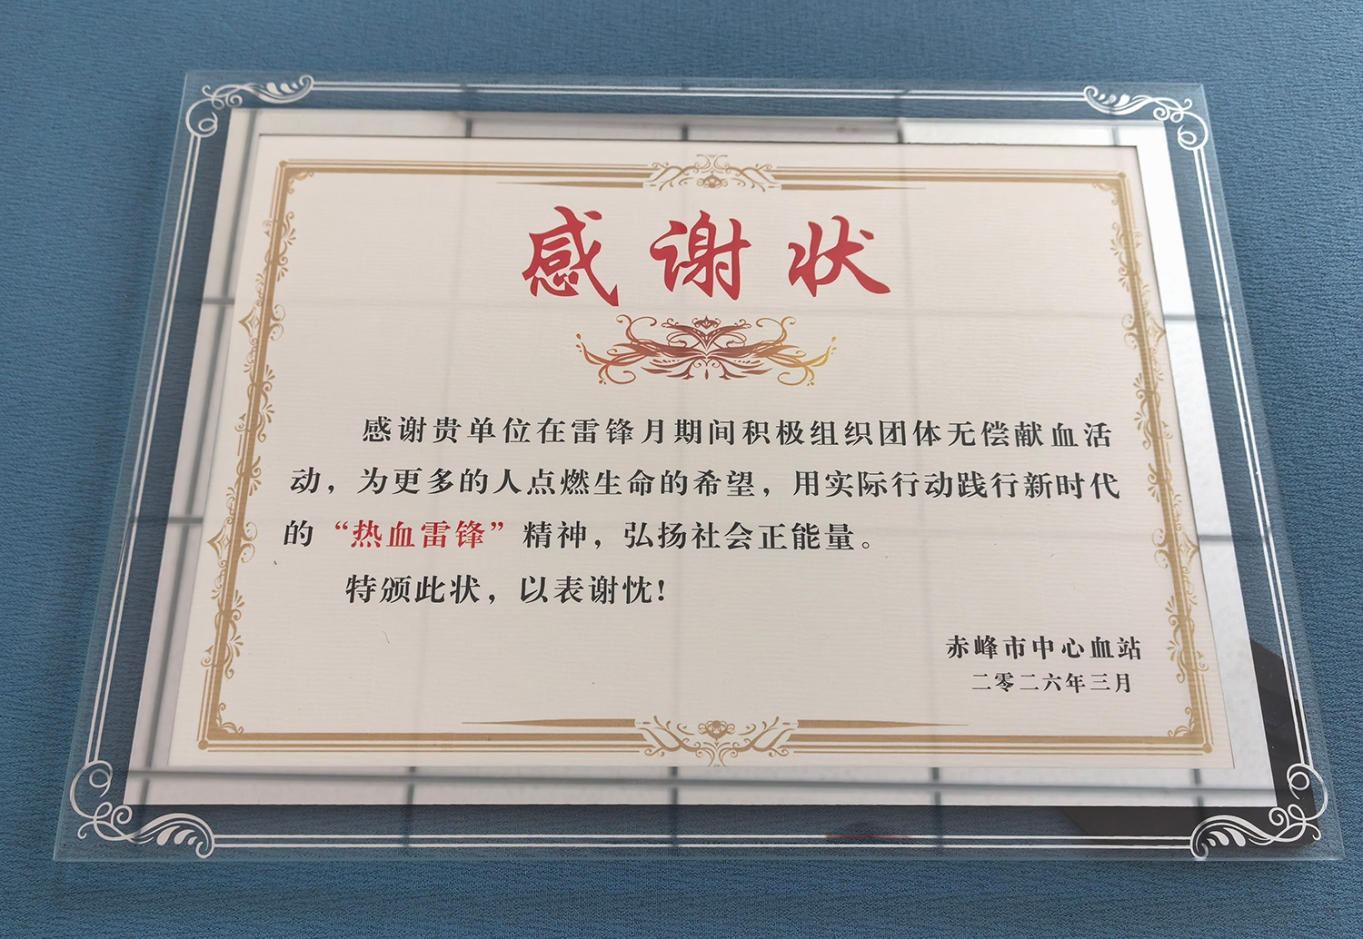 感谢状
感谢贵单位在雷锋月期间积极组织团体无偿献血活
动，为更多的人点燃生命的希望，用实际行动践行新时代
的“热血雷锋”精神，弘扬社会正能量。
特颁此状，以表谢忱！
赤峰市中心血站
二零二六年三月